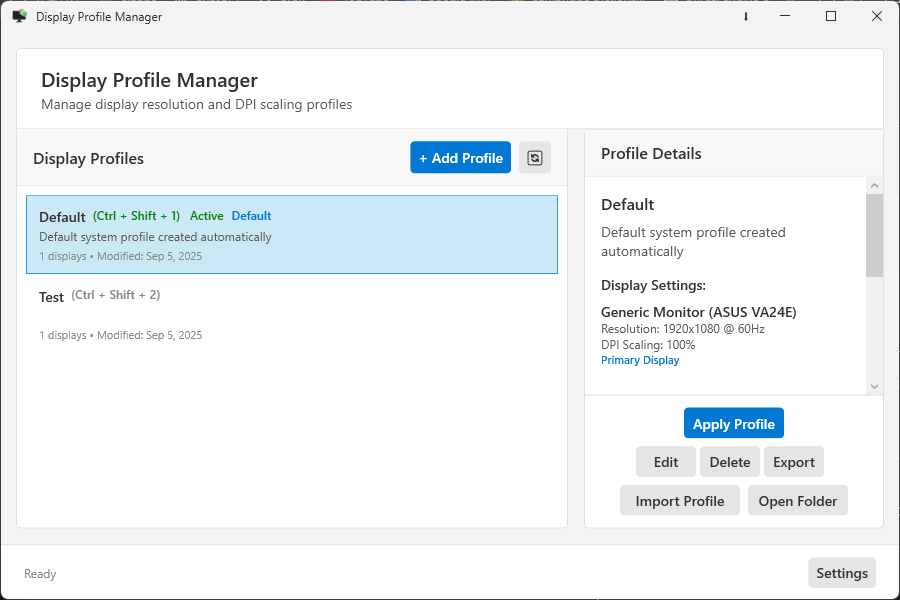 Display Profile Manager
Display Profile Manager
Manage display resolution and DPI scaling profiles
Display Profiles
+ Add Profile
Default (Ctrl + Shift + 1) Active Default
Default system profile created automatically
1 displays • Modified: Sep 5, 2025
Test (Ctrl + Shift + 2)
1 displays • Modified: Sep 5, 2025
Profile Details
Default
Default system profile created
automatically
Display Settings:
Generic Monitor (ASUS VA24E)
Resolution: 1920x1080 @ 60Hz
DPI Scaling: 100%
Primary Display
Apply Profile
Edit Delete Export
Import Profile Open Folder
Ready
Settings